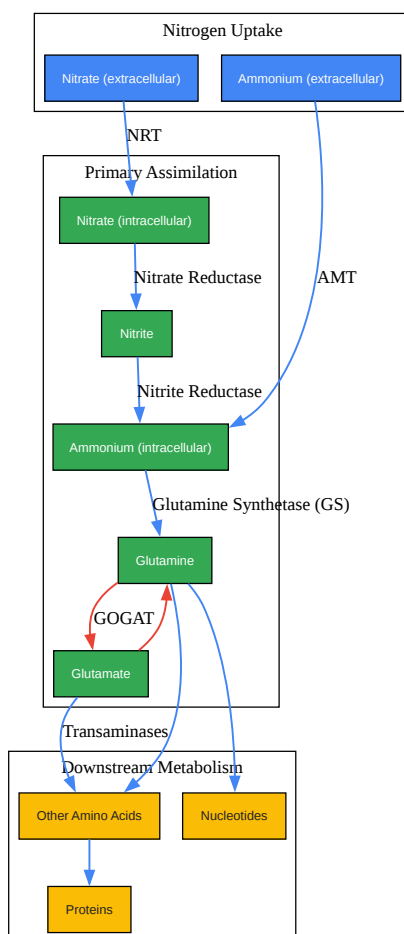 Nitrogen Uptake
Nitrate (extracellular)
Ammonium (extracellular)
NRT
Primary Assimilation
Nitrate (intracellular)
Nitrate Reductase
AMT
Nitrite
Nitrite Reductase
Ammonium (intracellular)
Glutamine Synthetase (GS)
Glutamine
GOGAT
Glutamate
Transaminases
Downstream Metabolism
Other Amino Acids
Nucleotides
Proteins